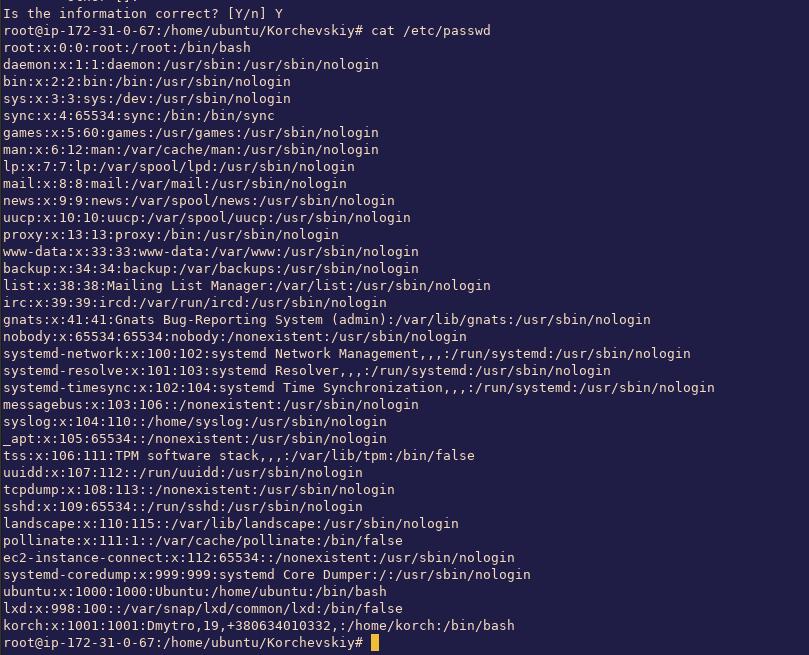 Is the information correct? [Y/n] Y
root@ip-172-31-0-67:/home/ubuntu/Korchevskiy# cat /etc/passwd
root:x:0:0:root:/root:/bin/bash
daemon:x:1:1:daemon:/usr/sbin:/usr/sbin/nologin
bin:x:2:2:bin:/bin:/usr/sbin/nologin
sys:x:3:3:sys:/dev:/usr/sbin/nologin
sync:x:4:65534:sync:/bin:/bin/sync
games:x:5:60:games:/usr/games:/usr/sbin/nologin
man:x:6:12:man:/var/cache/man:/usr/sbin/nologin
lp:x:7:7:lp:/var/spool/lpd:/usr/sbin/nologin
mail:x:8:8:mail:/var/mail:/usr/sbin/nologin
news:x:9:9:news:/var/spool/news:/usr/sbin/nologin
uucp:x:10:10:uucp:/var/spool/uucp:/usr/sbin/nologin
proxy:x:13:13:proxy:/bin:/usr/sbin/nologin
www-data:x:33:33:www-data:/var/www:/usr/sbin/nologin
backup:x:34:34:backup:/var/backups:/usr/sbin/nologin
list:x:38:38:Mailing List Manager:/var/list:/usr/sbin/nologin
irc:x:39:39:ircd:/var/run/ircd:/usr/sbin/nologin
gnats:x:41:41:Gnats Bug-Reporting System (admin):/var/lib/gnats:/usr/sbin/nologin
nobody:x:65534:65534:nobody:/nonexistent:/usr/sbin/nologin
systemd-network:x:100:102:systemd Network Management,,,:/run/systemd:/usr/sbin/nologin
systemd-resolve:x:101:103:systemd Resolver,,,:/run/systemd:/usr/sbin/nologin
systemd-timesync:x:102:104:systemd Time Synchronization,,,:/run/systemd:/usr/sbin/nologin
messagebus:x:103:106::/nonexistent:/usr/sbin/nologin
syslog:x:104:110::/home/syslog:/usr/sbin/nologin
_apt:x:105:65534::/nonexistent:/usr/sbin/nologin
tss:x:106:111:TPM software stack,,,:/var/lib/tpm:/bin/false
uuidd:x:107:112::/run/uuidd:/usr/sbin/nologin
tcpdump:x:108:113::/nonexistent:/usr/sbin/nologin
sshd:x:109:65534::/run/sshd:/usr/sbin/nologin
landscape:x:110:115::/var/lib/landscape:/usr/sbin/nologin
pollinate:x:111:1::/var/cache/pollinate:/bin/false
ec2-instance-connect:x:112:65534::/nonexistent:/usr/sbin/nologin
systemd-coredump:x:999:999:systemd Core Dumper:/:/usr/sbin/nologin
ubuntu:x:1000:1000:Ubuntu:/home/ubuntu:/bin/bash
lxd:x:998:100::/var/snap/lxd/common/lxd:/bin/false
korch:x:1001:1001:Dmytro,19,+380634010332,:/home/korch:/bin/bash
root@ip-172-31-0-67:/home/ubuntu/Korchevskiy#